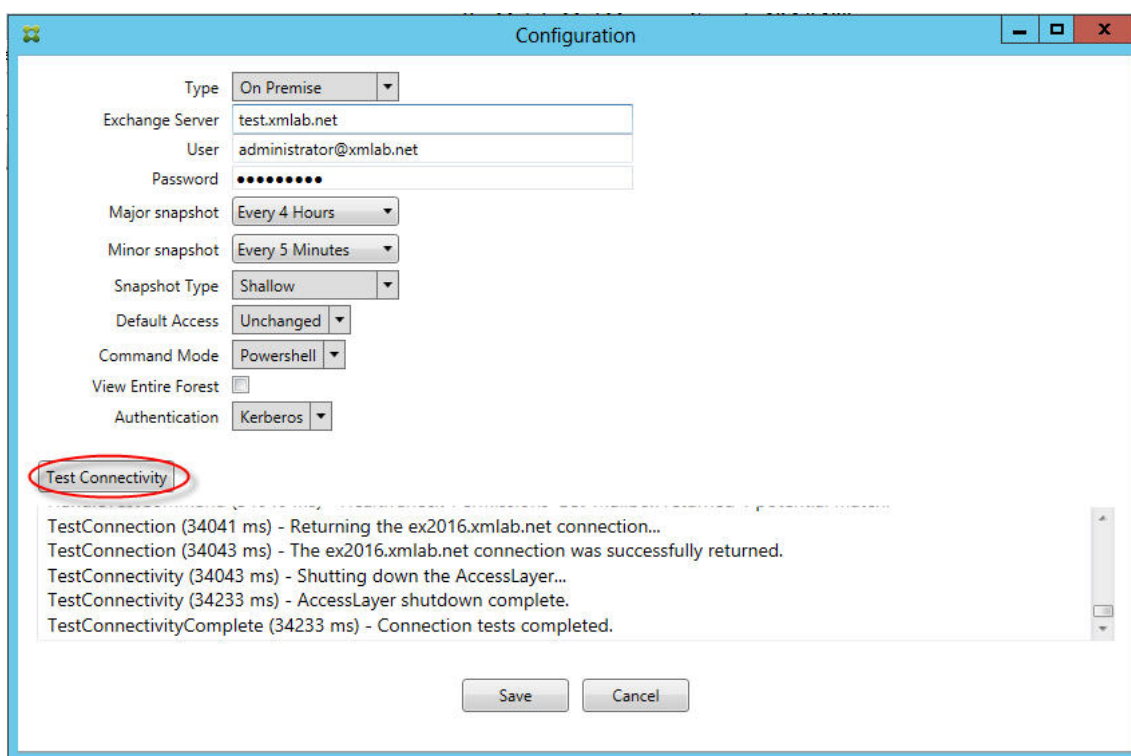 Configuration
Type On Premise
Exchange Server test.xmlab.net
User administrator@xmlab.net
Password ●●●●●●●●●
Major snapshot Every 4 Hours
Minor snapshot Every 5 Minutes
Snapshot Type Shallow
Default Access Unchanged
Command Mode Powershell
View Entire Forest
Authentication Kerberos
Test Connectivity
TestConnection (34041 ms) - Returning the ex2016.xmlab.net connection...
TestConnection (34043 ms) - The ex2016.xmlab.net connection was successfully returned.
TestConnectivity (34043 ms) - Shutting down the AccessLayer...
TestConnectivity (34233 ms) - AccessLayer shutdown complete.
TestConnectivityComplete (34233 ms) - Connection tests completed.
Save Cancel